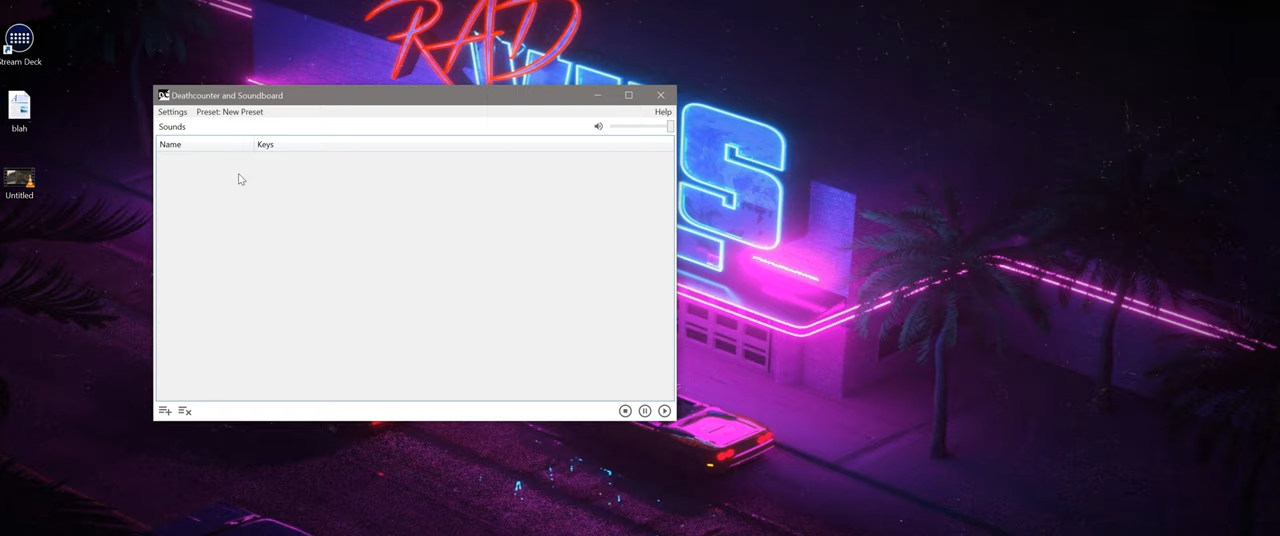 RAD
Stream Deck
Deathcounter and Soundboard
Settings Preset: New Preset Help
Sounds
blah
Name Keys
Untitled